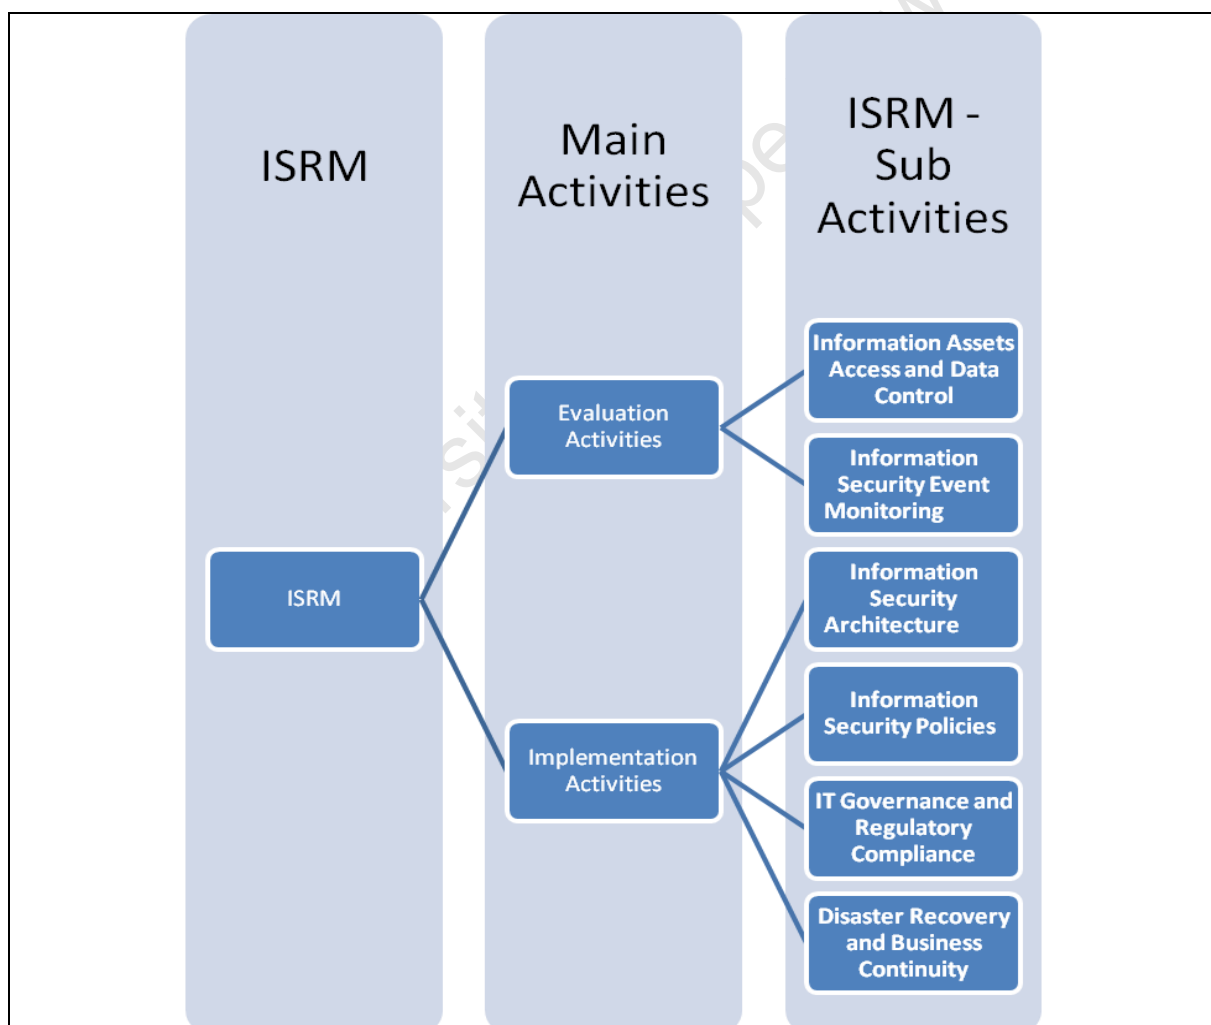 ISRM
Main
Activities
ISRM -
Sub
Activities
Information Assets
Access and Data
Control
Evaluation
Activities
Information
Security Event
Monitoring
ISRM
Information
Security
Architecture
Information
Security Policies
Implementation
Activities
IT Governance and
Regulatory
Compliance
Disaster Recovery
and Business
Continuity